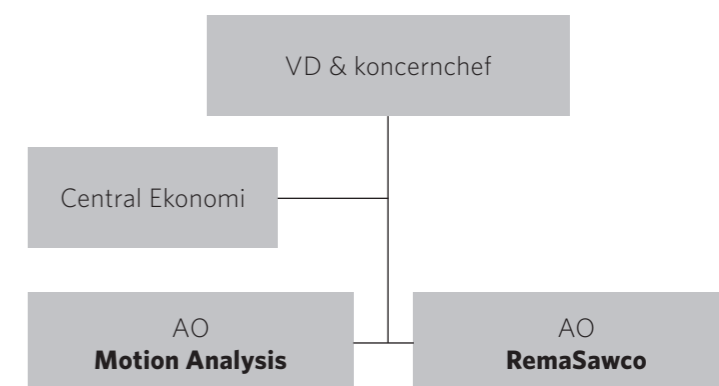 VD & koncernchef
Central Ekonomi
AO
Motion Analysis
AO
RemaSawco